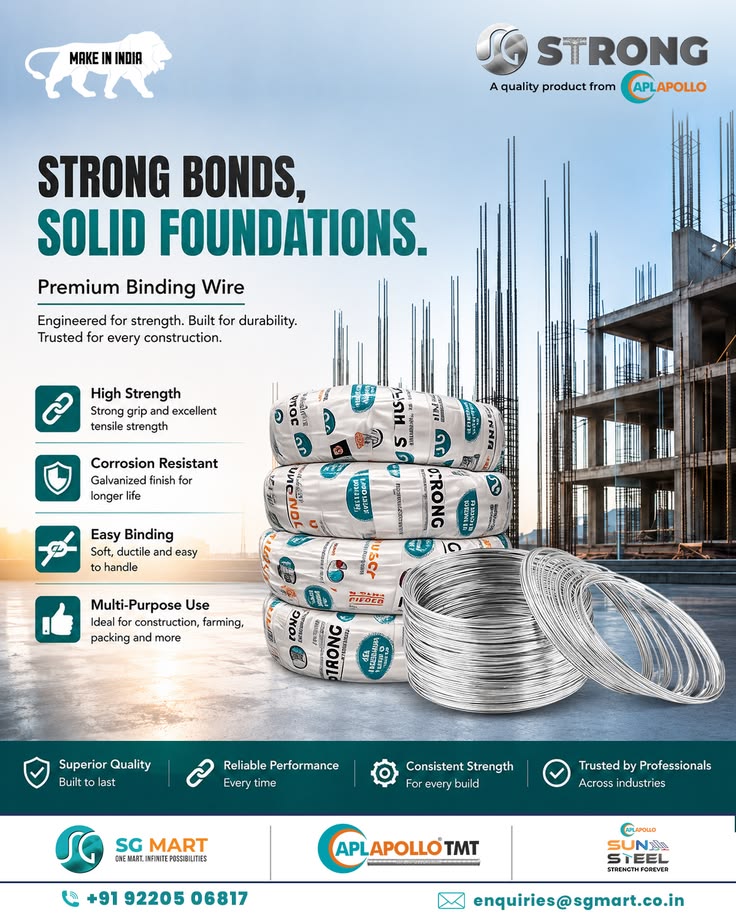 MAKE IN INDIA
SG STRONG
A quality product from APL APOLLO
STRONG BONDS,
SOLID FOUNDATIONS.
Premium Binding Wire
Engineered for strength. Built for durability.
Trusted for every construction.
High Strength
Strong grip and excellent
tensile strength
Corrosion Resistant
Galvanized finish for
longer life
Easy Binding
Soft, ductile and easy
to handle
Multi-Purpose Use
Ideal for construction, farming,
packing and more
TRONG
Superior Quality
Built to last
Reliable Performance
Every time
Consistent Strength
For every build
Trusted by Professionals
Across industries
SG MART
ONE MART. INFINITE POSSIBILITIES
APL APOLLO TMT
APL APOLLO
SUN
STEEL
STRENGTH FOREVER
+91 92205 06817
enquiries@sgmart.co.in